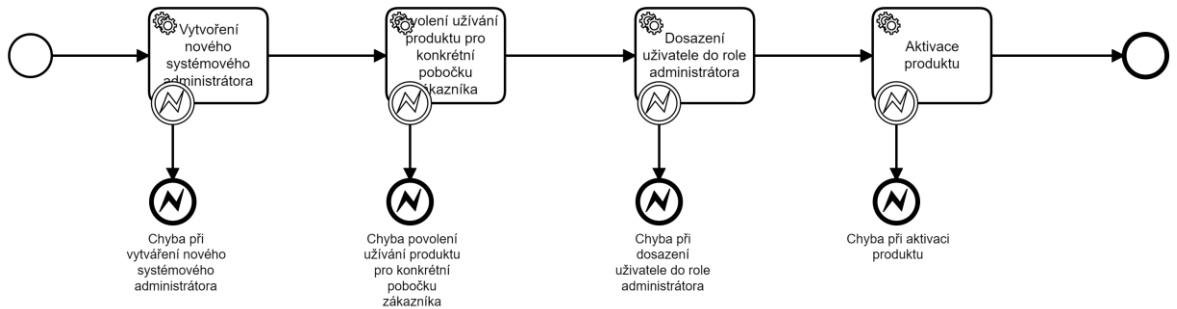 Vytvoření
nového
systémového
administrátora
Povolení užívání
produktu pro
konkrétní
pobočku
zákazníka
Dosazení
uživatele do role
administrátora
Aktivace
produktu
Chyba při
vytváření nového
systémového
administrátora
Chyba povolení
užívání produktu
pro konkrétní
pobočku
zákazníka
Chyba při
dosazení
uživatele do role
administrátora
Chyba při aktivaci
produktu